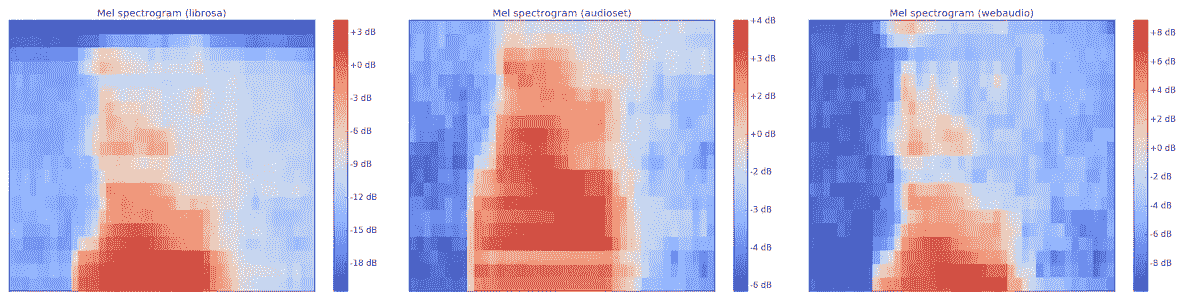 Mel spectrogram (librosa)
+3 dB
+0 dB
-3 dB
-6 dB
-9 dB
-12 dB
-15 dB
-18 dB
Mel spectrogram (audioset)
+4 dB
+3 dB
+2 dB
+0 dB
-2 dB
-3 dB
-4 dB
-6 dB
Mel spectrogram (webaudio)
+8 dB
+6 dB
+4 dB
+2 dB
+0 dB
-2 dB
-4 dB
-6 dB
-8 dB